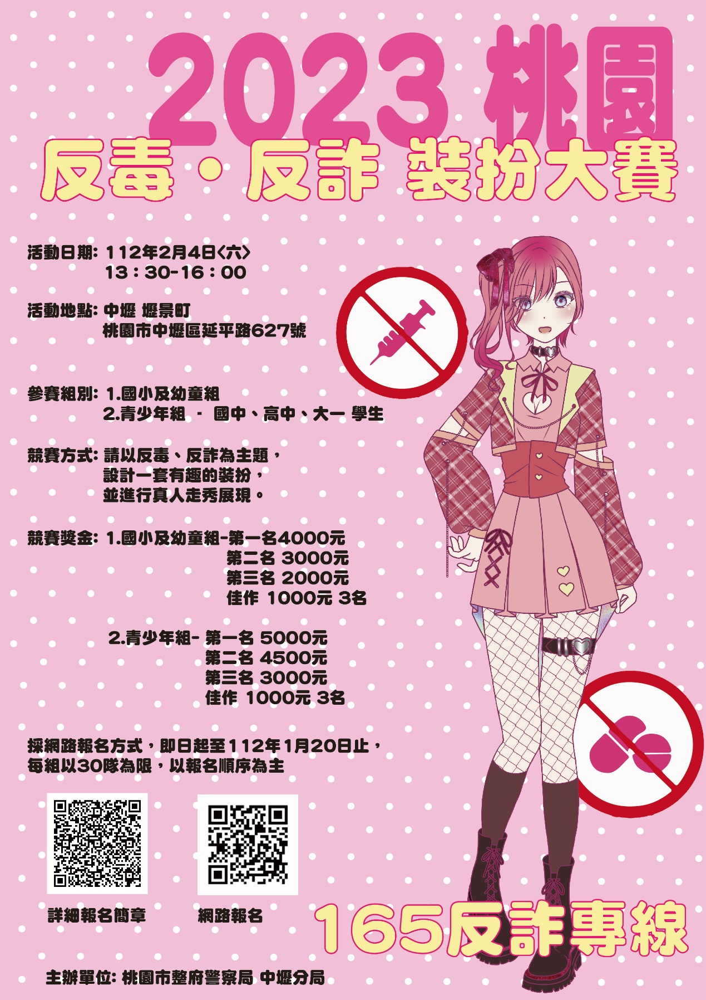 2023 桃園
反毒・反詐 裝扮大賽
活動日期: 112年2月4日<六>
13：30-16：00
活動地點: 中壢 壢景町
桃園市中壢區延平路627號
參賽組別: 1.國小及幼童組
2.青少年組 - 國中、高中、大一 學生
競賽方式: 請以反毒、反詐為主題，
設計一套有趣的裝扮，
並進行真人走秀展現。
競賽獎金: 1.國小及幼童組-第一名4000元
第二名 3000元
第三名 2000元
佳作 1000元 3名
2.青少年組- 第一名 5000元
第二名 4500元
第三名 3000元
佳作 1000元 3名
採網路報名方式，即日起至112年1月20日止，
每組以30隊為限，以報名順序為主
詳細報名簡章
網路報名
165反詐專線
主辦單位: 桃園市整府警察局 中壢分局